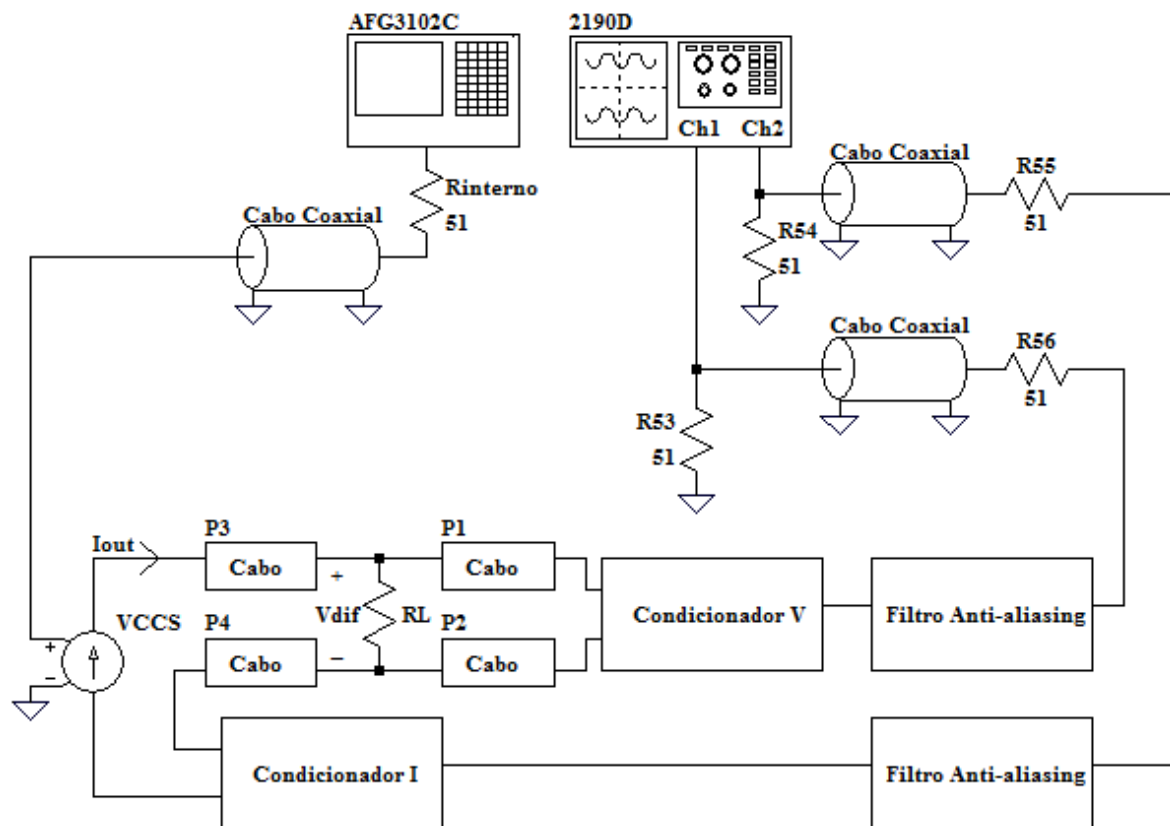 AFG3102C
2190D
Ch1 Ch2
Cabo Coaxial
R55
51
Rinterno
51
Cabo Coaxial
R54
51
Cabo Coaxial
R56
51
R53
51
Iout
P3
Cabo
P1
Cabo
VCCS
+
-
P4
Cabo
+
Vdif
-
RL
P2
Cabo
Condicionador V
Filtro Anti-aliasing
Condicionador I
Filtro Anti-aliasing